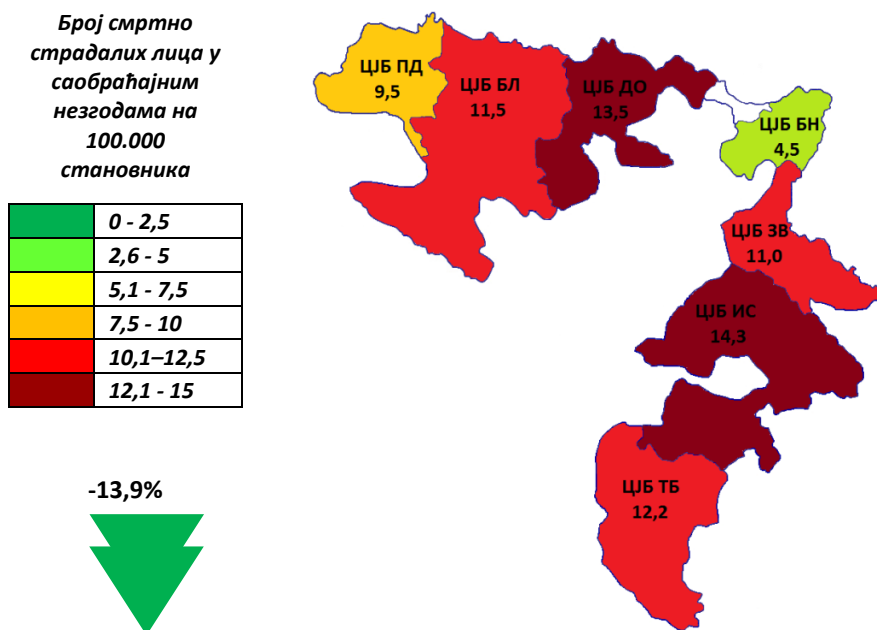 Број смртно
страдалих лица у
саобраћајним
незгодама на
100.000
становника
0 - 2,5
2,6 - 5
5,1 - 7,5
7,5 - 10
10,1–12,5
12,1 - 15
-13,9%
ЦЈБ ПД
9,5
ЦЈБ БЛ
11,5
ЦЈБ ДО
13,5
ЦЈБ БН
4,5
ЦЈБ ЗВ
11,0
ЦЈБ ИС
14,3
ЦЈБ ТБ
12,2